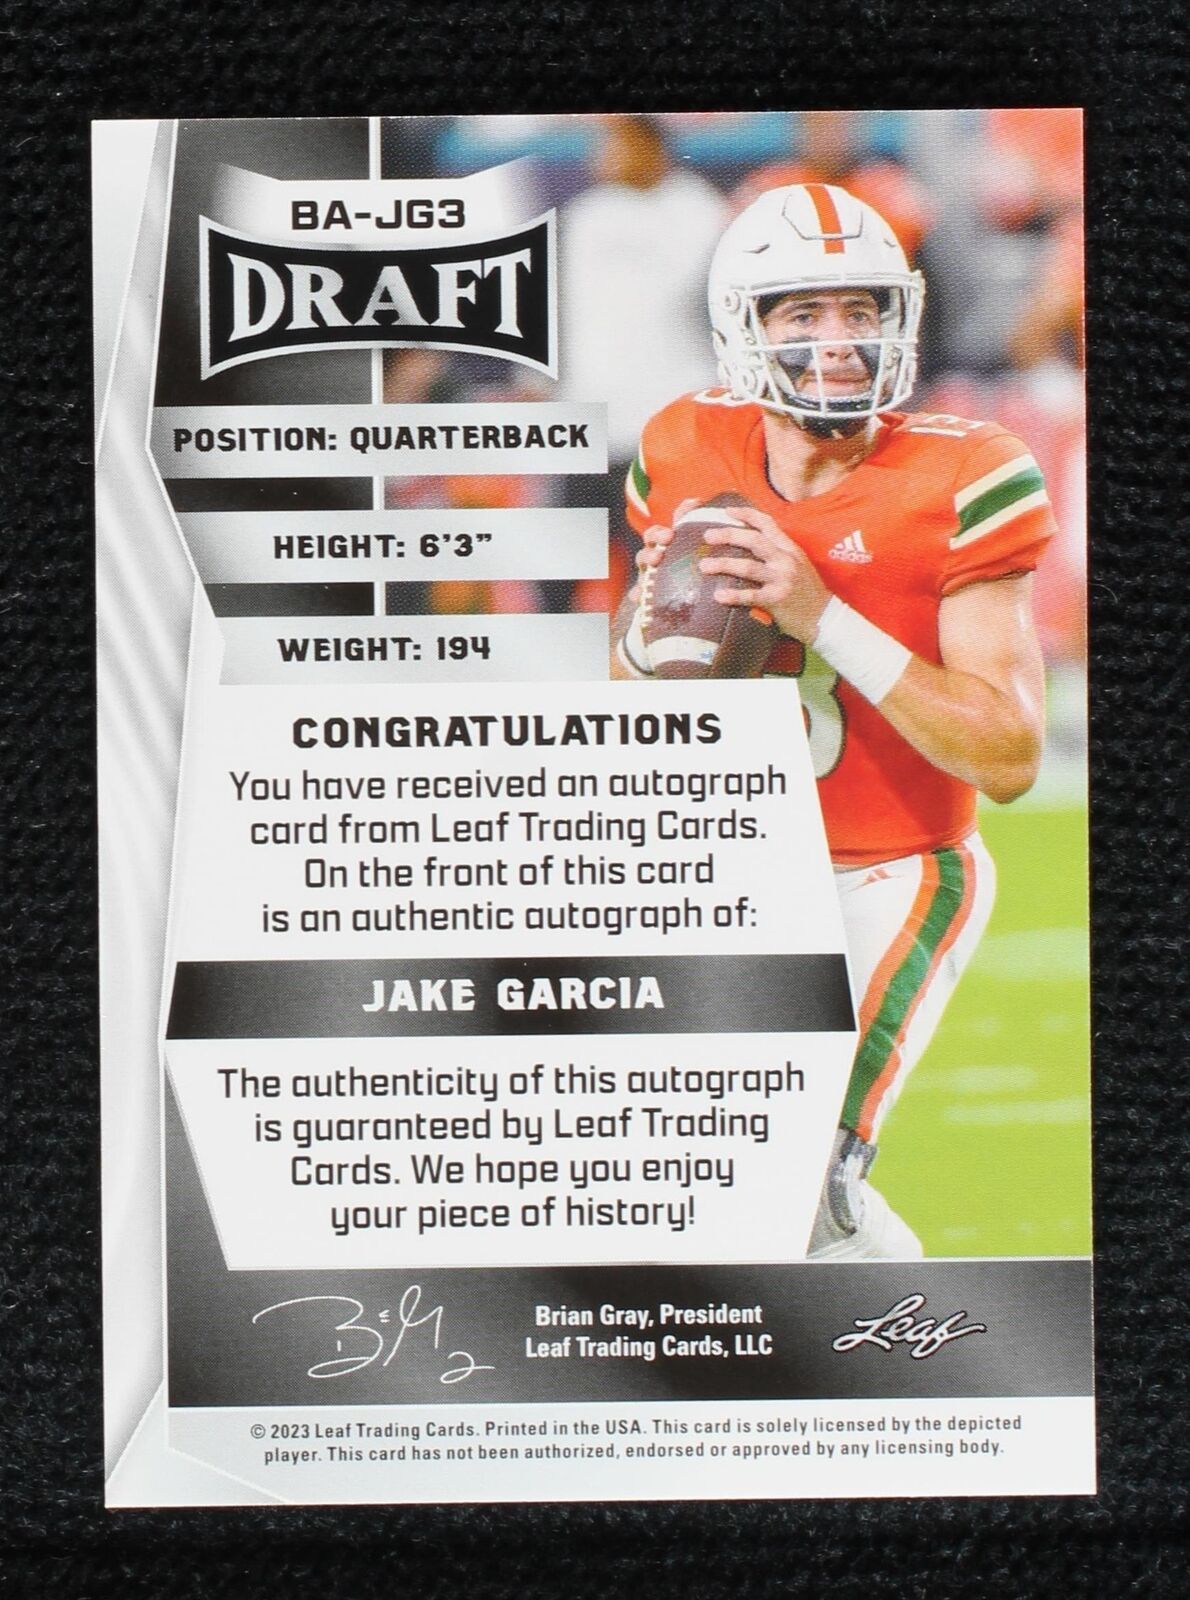 BA-JG3
DRAFT
POSITION: QUARTERBACK
HEIGHT: 6'3"
WEIGHT: 194
13
adidas
CONGRATULATIONS
You have received an autograph
card from Leaf Trading Cards.
On the front of this card
is an authentic autograph of:
JAKE GARCIA
The authenticity of this autograph
is guaranteed by Leaf Trading
Cards. We hope you enjoy
your piece of history!
Brian Gray, President
Leaf Trading Cards, LLC
Leaf
© 2023 Leaf Trading Cards. Printed in the USA. This card is solely licensed by the depicted
player. This card has not been authorized, endorsed or approved by any licensing body.